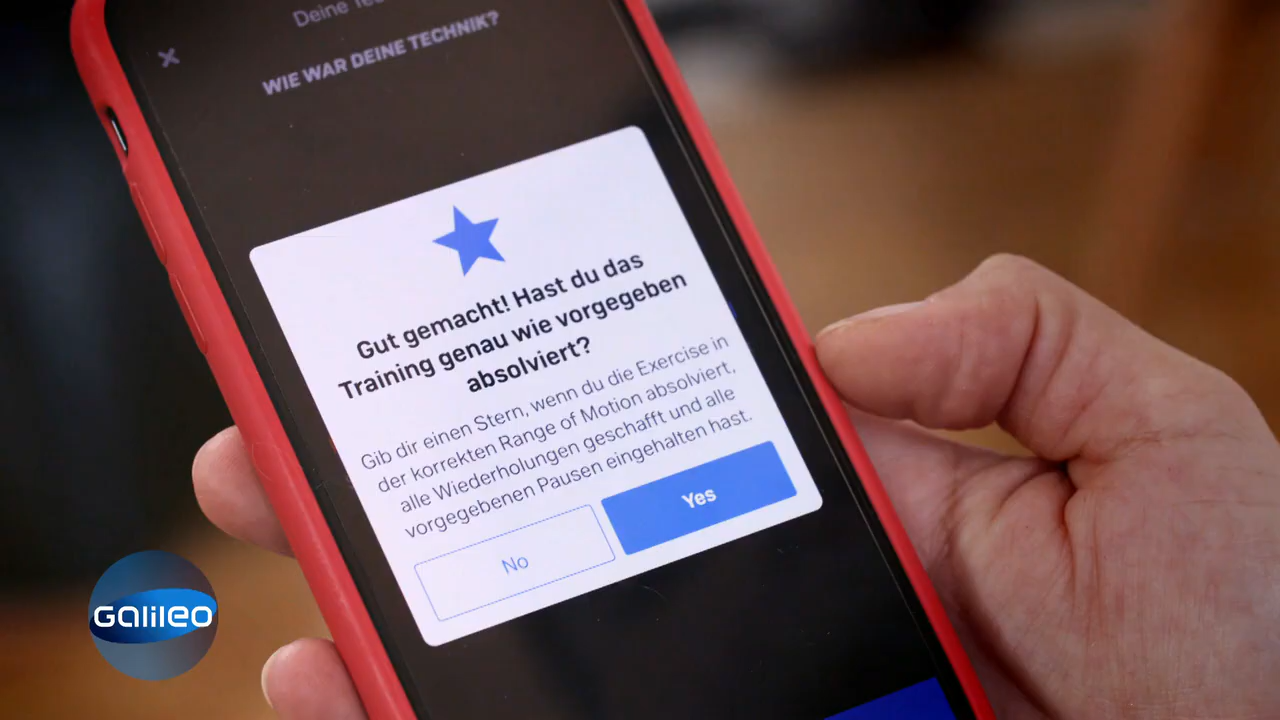 Deine
WIE WAR DEINE TECHNIK?
Gut gemacht! Hast du das
Training genau wie vorgegeben
absolviert?
Gib dir einen Stern, wenn du die Exercise in
der korrekten Range of Motion absolviert,
alle Wiederholungen geschafft und alle
vorgegebenen Pausen eingehalten hast.
No
Yes
Galileo